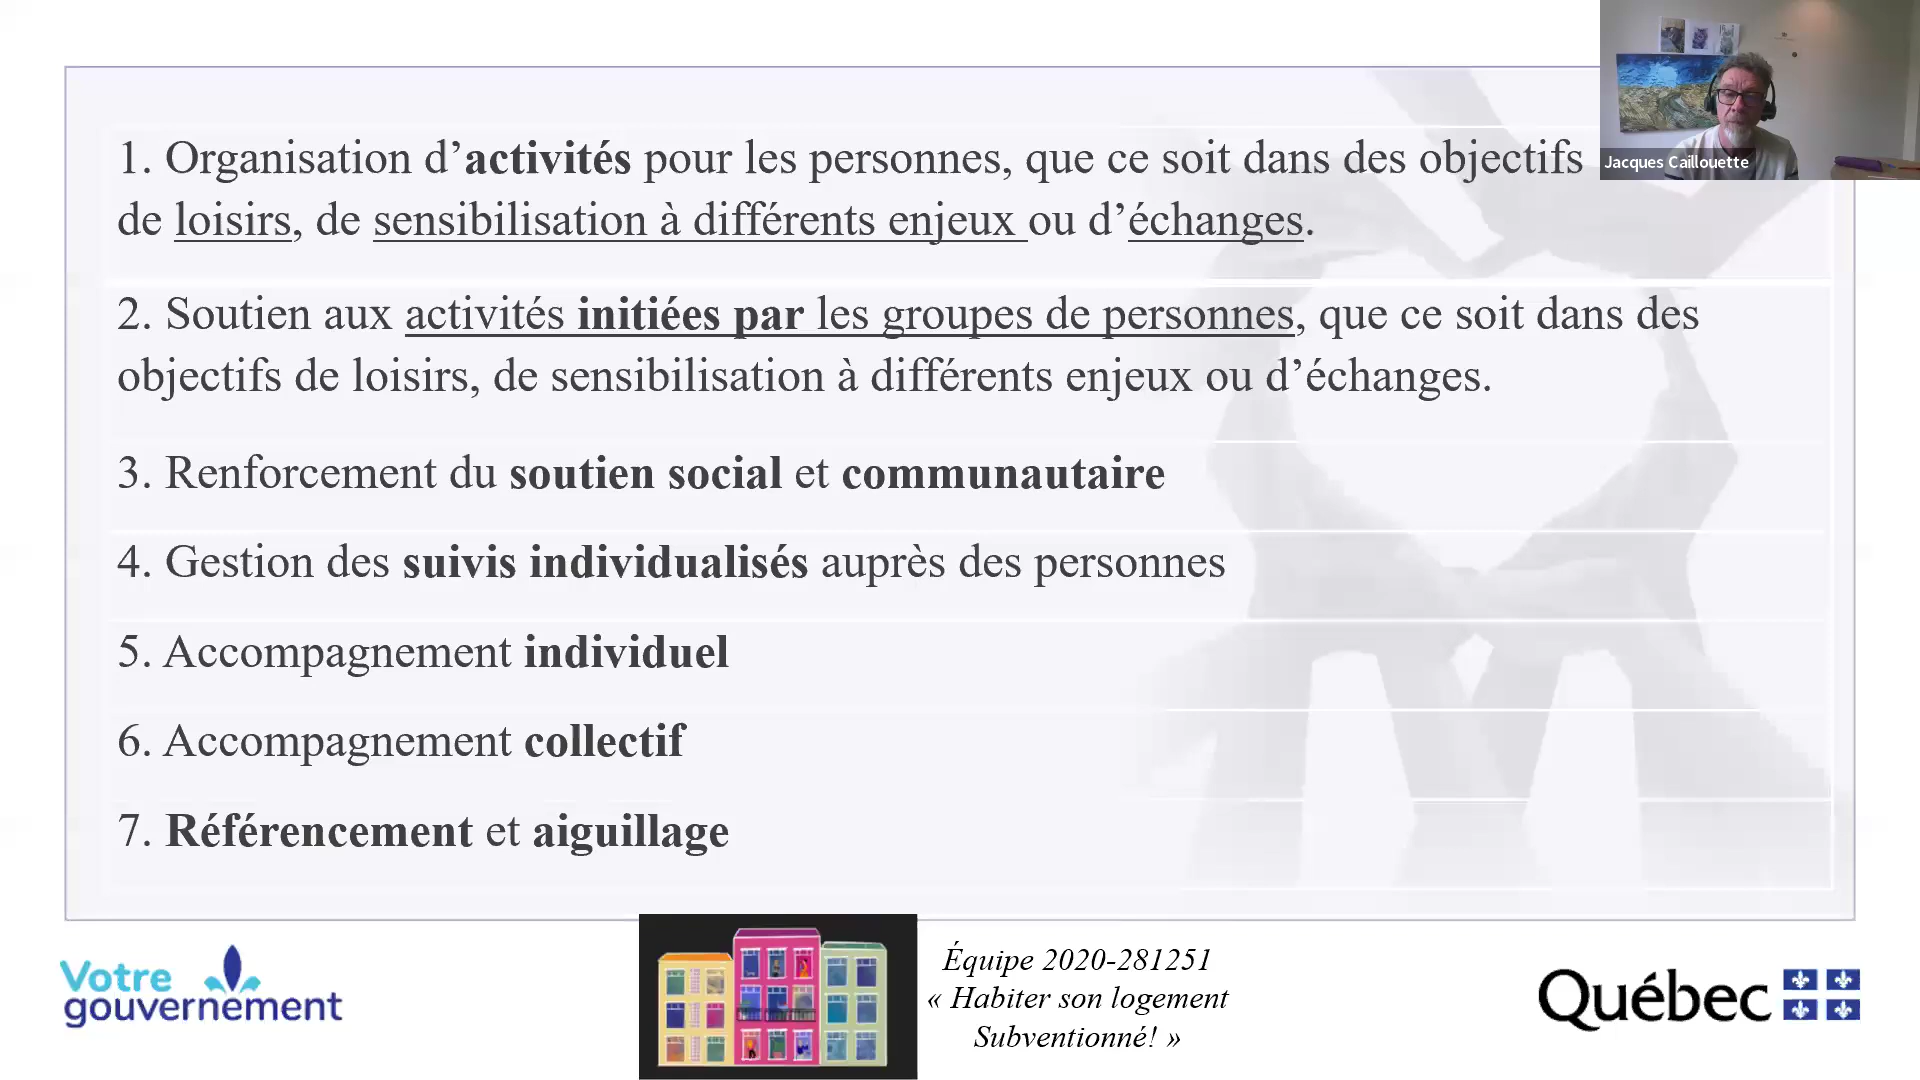 1. Organisation d’activités pour les personnes, que ce soit dans des objectifs
de loisirs, de sensibilisation à différents enjeux ou d’échanges.
2. Soutien aux activités initiées par les groupes de personnes, que ce soit dans des
objectifs de loisirs, de sensibilisation à différents enjeux ou d’échanges.
3. Renforcement du soutien social et communautaire
4. Gestion des suivis individualisés auprès des personnes
5. Accompagnement individuel
6. Accompagnement collectif
7. Référencement et aiguillage
Jacques Caillouette
Votre
gouvernement
Équipe 2020-281251
« Habiter son logement
Subventionné! »
Québec